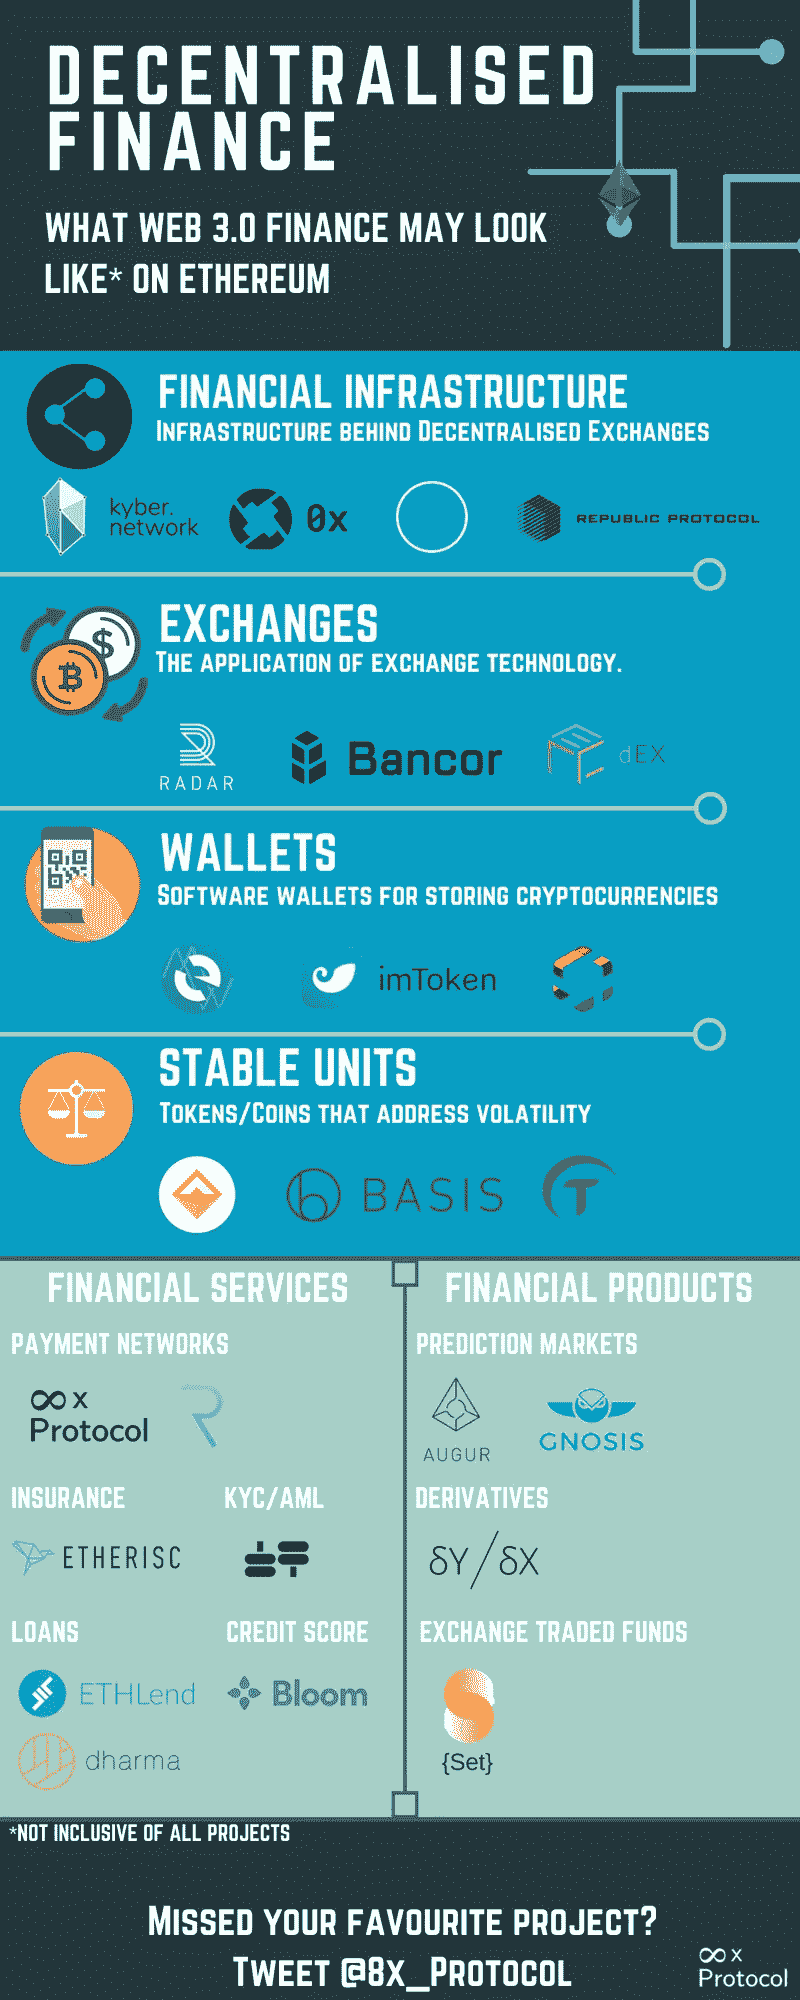 DECENTRALISED
FINANCE
WHAT WEB 3.0 FINANCE MAY LOOK
LIKE* ON ETHEREUM
FINANCIAL INFRASTRUCTURE
INFRASTRUCTURE BEHIND DECENTRALISED EXCHANGES
kyber.
network
0x
REPUBLIC PROTOCOL
EXCHANGES
THE APPLICATION OF EXCHANGE TECHNOLOGY.
$
B
RADAR
Bancor
dEX
WALLETS
SOFTWARE WALLETS FOR STORING CRYPTOCURRENCIES
imToken
STABLE UNITS
TOKENS/COINS THAT ADDRESS VOLATILITY
b BASIS
T
FINANCIAL SERVICES
PAYMENT NETWORKS
∞ x
Protocol
R
INSURANCE
KYC/AML
ETHERISC
LOANS
CREDIT SCORE
ETHLend
Bloom
dharma
FINANCIAL PRODUCTS
PREDICTION MARKETS
AUGUR
GNOSIS
DERIVATIVES
δY/δX
EXCHANGE TRADED FUNDS
{Set}
*NOT INCLUSIVE OF ALL PROJECTS
MISSED YOUR FAVOURITE PROJECT?
TWEET @8X_PROTOCOL
∞ x
Protocol